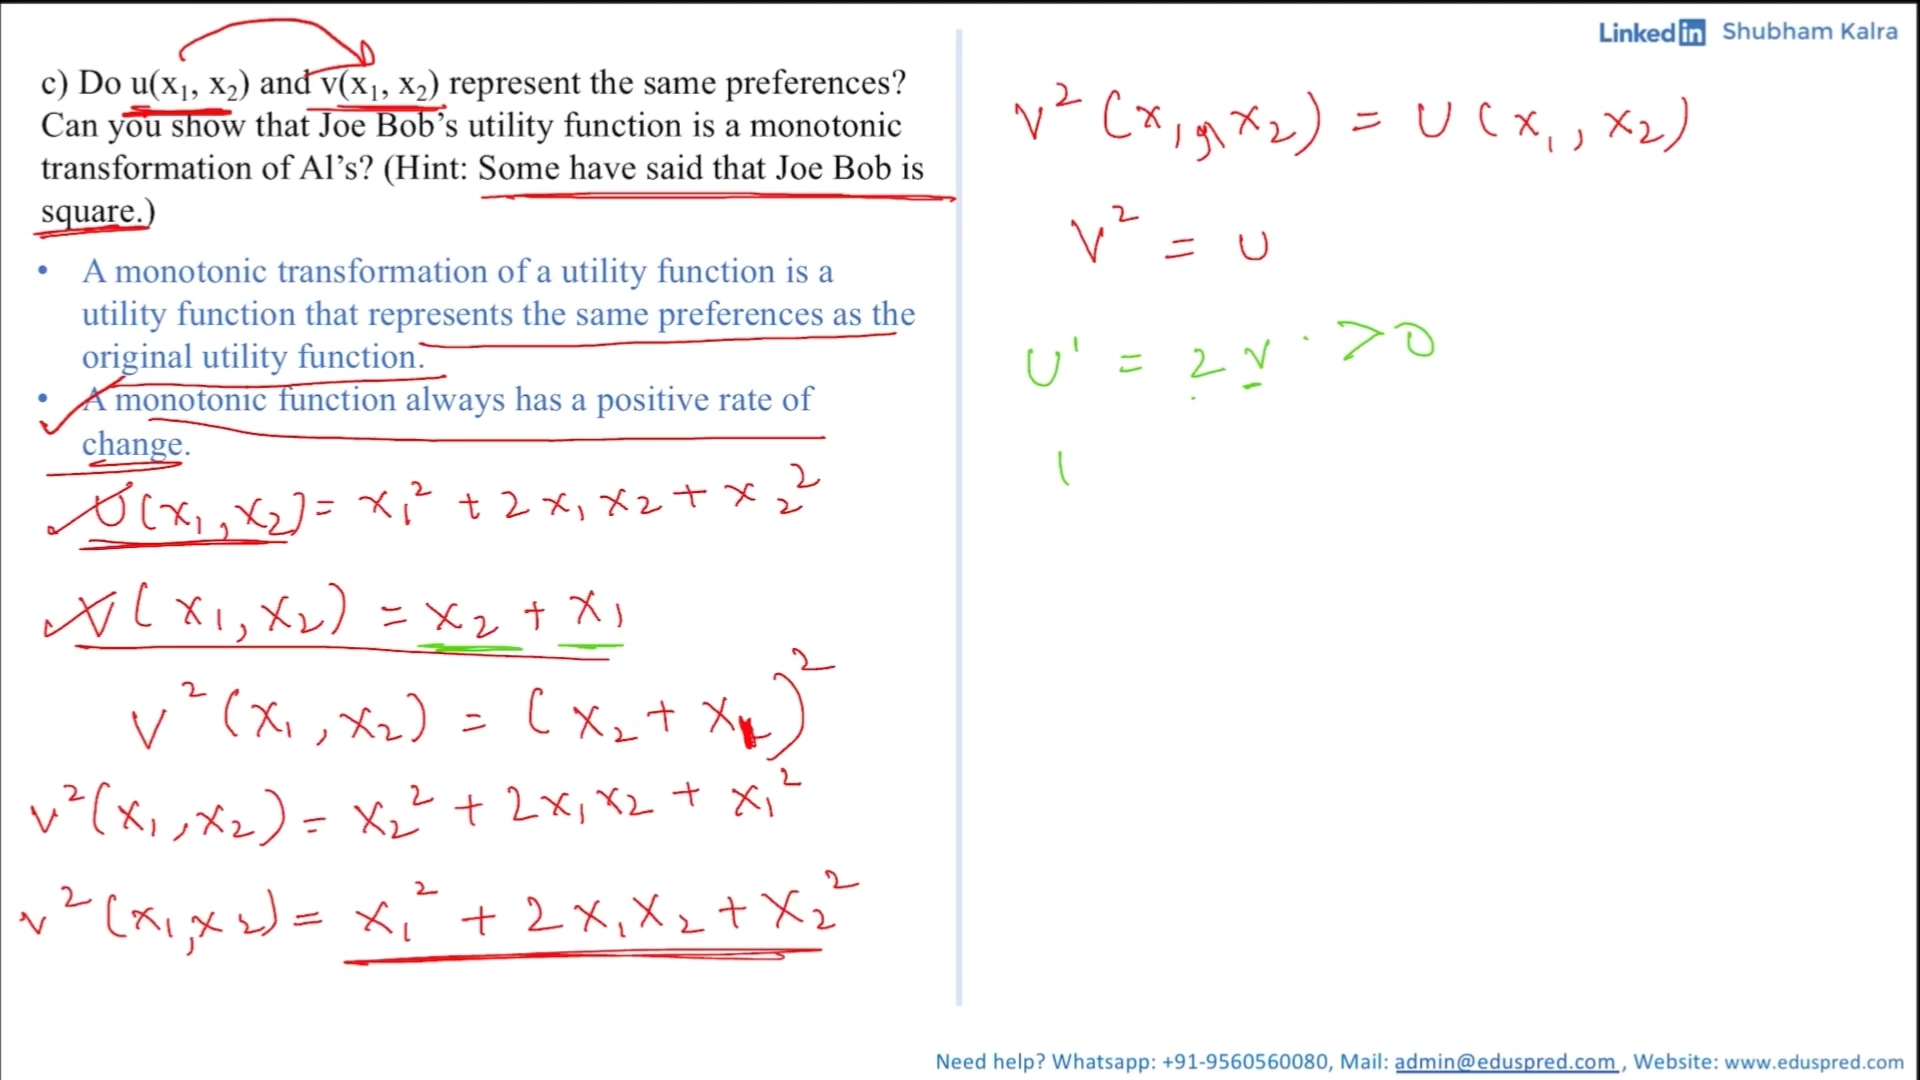 c) Do u(x₁, x₂) and v(x₁, x₂) represent the same preferences?
Can you show that Joe Bob’s utility function is a monotonic
transformation of Al’s? (Hint: Some have said that Joe Bob is
square.)
• A monotonic transformation of a utility function is a
utility function that represents the same preferences as the
original utility function.
• A monotonic function always has a positive rate of
change.
U(x₁, x₂) = x₁² + 2x₁x₂ + x₂²
V(x₁, x₂) = x₂ + x₁
V²(x₁, x₂) = (x₂ + x₁)²
v²(x₁, x₂) = x₂² + 2x₁x₂ + x₁²
v²(x₁, x₂) = x₁² + 2x₁x₂ + x₂²
Linked in Shubham Kalra
V²(x₁, x₂) = U(x₁, x₂)
V² = U
U' = 2v > 0
Need help? Whatsapp: +91-9560560080, Mail: admin@eduspred.com , Website: www.eduspred.com